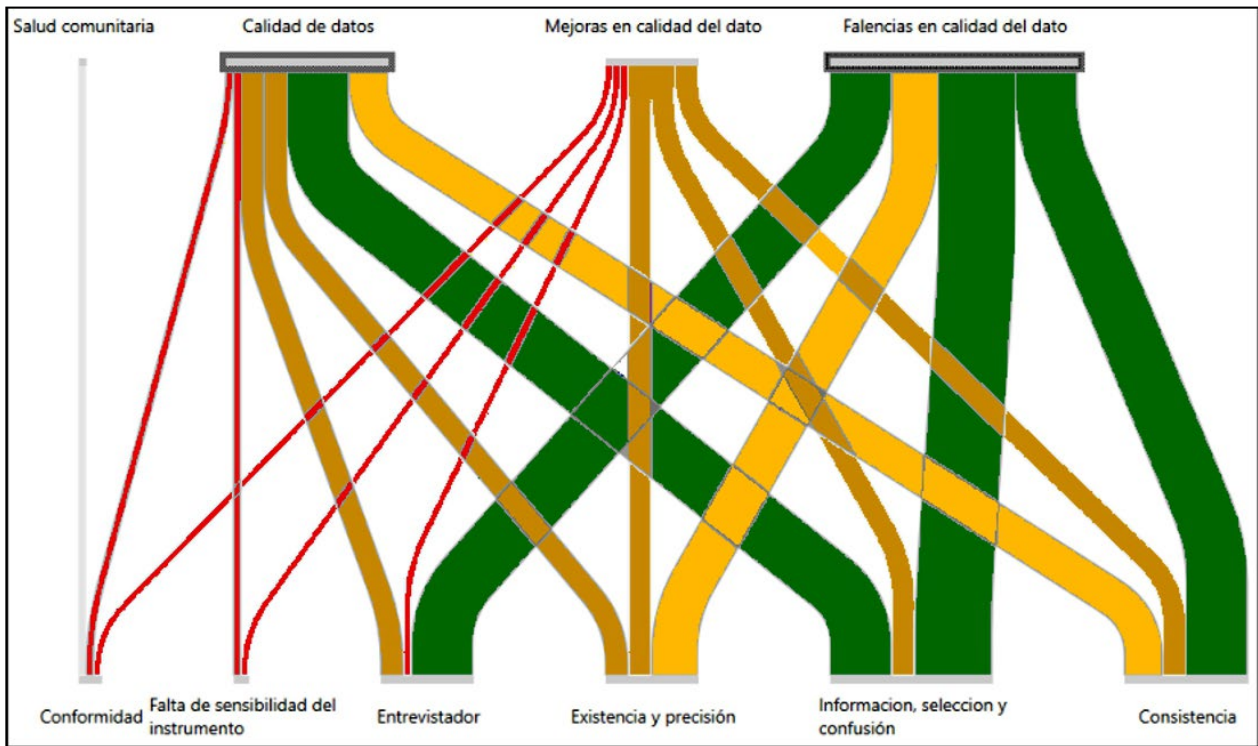 Salud comunitaria
Calidad de datos
Mejoras en calidad del dato
Falencias en calidad del dato
Conformidad
Falta de sensibilidad del
instrumento
Entrevistador
Existencia y precisión
Informacion, seleccion y
confusión
Consistencia